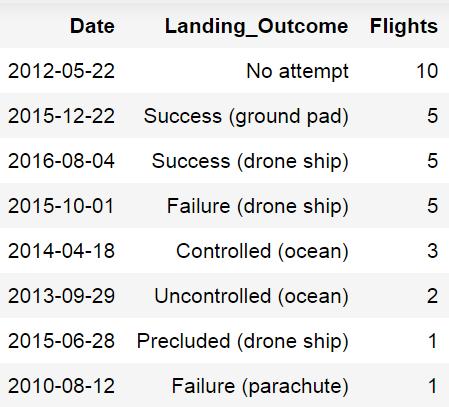 Date Landing_Outcome Flights
2012-05-22 No attempt 10
2015-12-22 Success (ground pad) 5
2016-08-04 Success (drone ship) 5
2015-10-01 Failure (drone ship) 5
2014-04-18 Controlled (ocean) 3
2013-09-29 Uncontrolled (ocean) 2
2015-06-28 Precluded (drone ship) 1
2010-08-12 Failure (parachute) 1